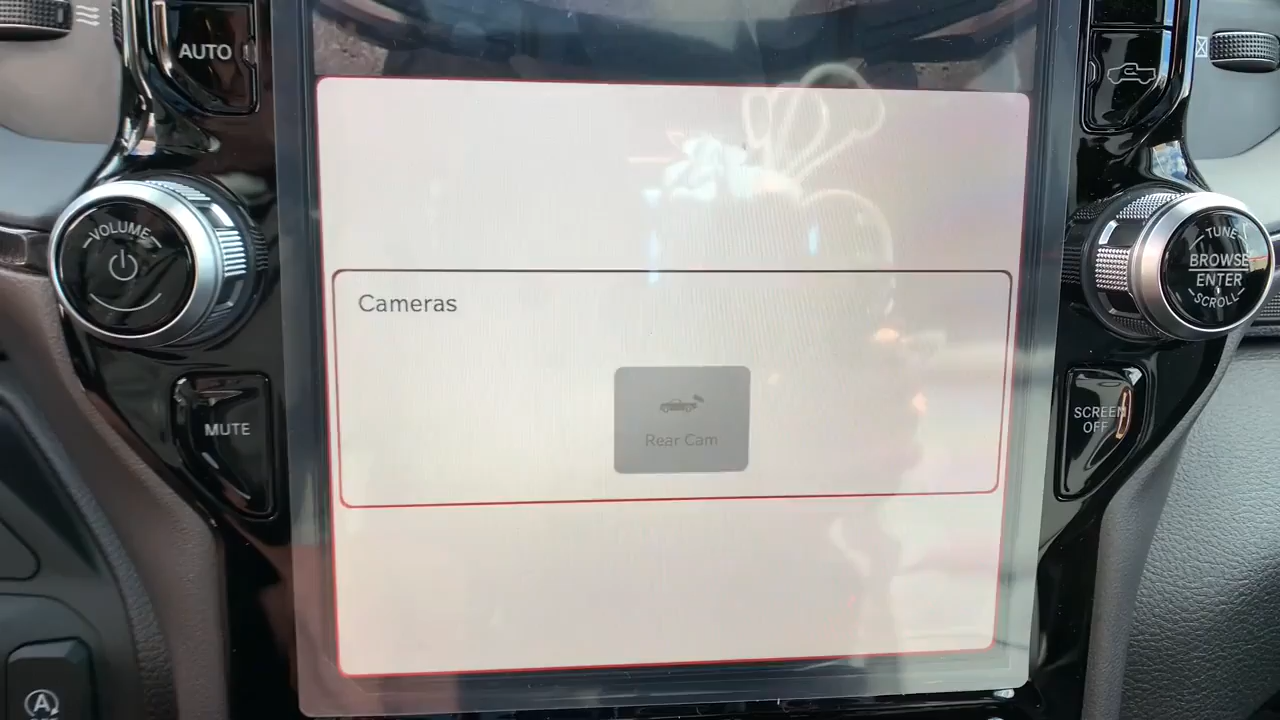 AUTO
VOLUME
MUTE
Cameras
Rear Cam
TUNE
BROWSE
ENTER
SCROLL
SCREEN
OFF
A